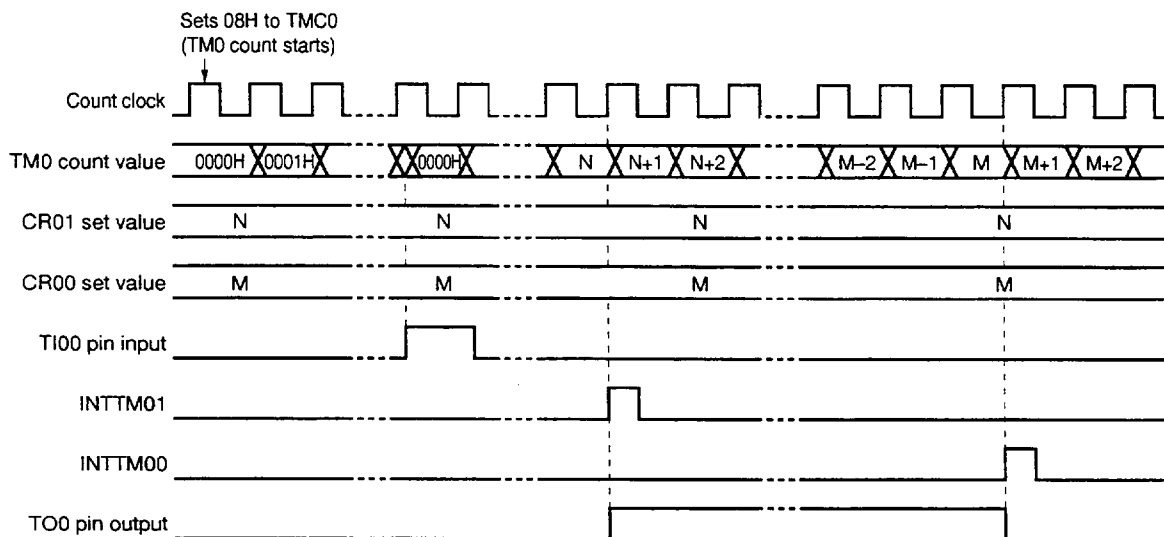 Sets 08H to TMC0
(TM0 count starts)
Count clock
TM0 count value 0000H 0001H 0000H N N+1 N+2 M–2 M–1 M M+1 M+2
CR01 set value N N N N
CR00 set value M M M M
TI00 pin input
INTTM01
INTTM00
TO0 pin output